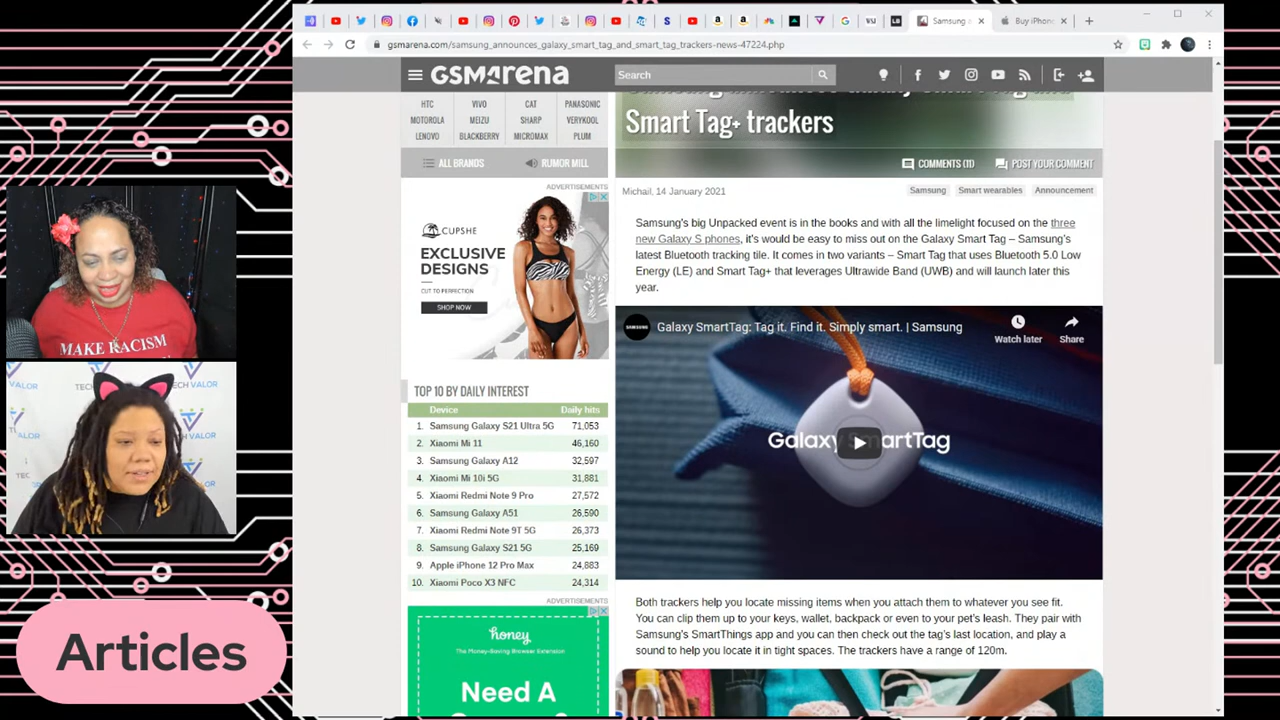 Samsung a
Buy iPhone
gsmarena.com/samsung_announces_galaxy_smart_tag_and_smart_tag_trackers-news-47224.php
GSMArena
Search
HTC VIVO CAT PANASONIC
MOTOROLA MEIZU SHARP VERYKOOL
LENOVO BLACKBERRY MICROMAX PLUM
ALL BRANDS RUMOR MILL
Smart Tag+ trackers
COMMENTS (11) POST YOUR COMMENT
ADVERTISEMENTS
Michail, 14 January 2021
Samsung Smart wearables Announcement
CUPSHE
EXCLUSIVE
DESIGNS
CUT TO PERFECTION
SHOP NOW
Samsung's big Unpacked event is in the books and with all the limelight focused on the three
new Galaxy S phones, it's would be easy to miss out on the Galaxy Smart Tag – Samsung's
latest Bluetooth tracking tile. It comes in two variants – Smart Tag that uses Bluetooth 5.0 Low
Energy (LE) and Smart Tag+ that leverages Ultrawide Band (UWB) and will launch later this
year.
SAMSUNG
Galaxy SmartTag: Tag it. Find it. Simply smart. | Samsung
Watch later
Share
Galaxy SmartTag
TOP 10 BY DAILY INTEREST
Device Daily hits
1. Samsung Galaxy S21 Ultra 5G 71,053
2. Xiaomi Mi 11 46,160
3. Samsung Galaxy A12 32,597
4. Xiaomi Mi 10i 5G 31,881
5. Xiaomi Redmi Note 9 Pro 27,572
6. Samsung Galaxy A51 26,590
7. Xiaomi Redmi Note 9T 5G 26,373
8. Samsung Galaxy S21 5G 25,169
9. Apple iPhone 12 Pro Max 24,883
10. Xiaomi Poco X3 NFC 24,314
ADVERTISEMENTS
honey
The Money-Saving Browser Extension
Need A
Both trackers help you locate missing items when you attach them to whatever you see fit.
You can clip them up to your keys, wallet, backpack or even to your pet's leash. They pair with
Samsung's SmartThings app and you can then check out the tag's last location, and play a
sound to help you locate it in tight spaces. The trackers have a range of 120m.
MAKE RACISM
TECH VALOR
Articles